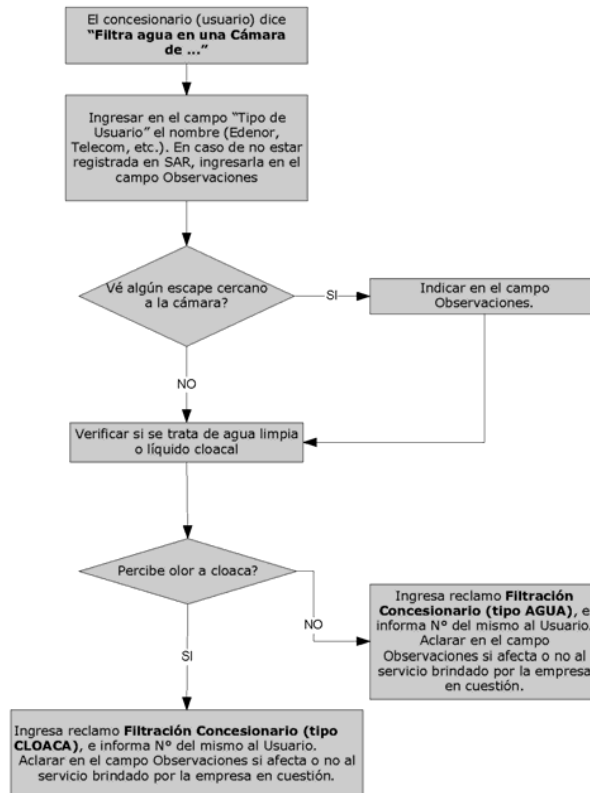 El concesionario (usuario) dice
“Filtra agua en una Cámara
de ...”
Ingresar en el campo “Tipo de
Usuario” el nombre (Edenor,
Telecom, etc.). En caso de no estar
registrada en SAR, ingresarla en el
campo Observaciones
Vé algún escape cercano
a la cámara?
SI
Indicar en el campo
Observaciones.
NO
Verificar si se trata de agua limpia
o líquido cloacal
Percibe olor a cloaca?
NO
Ingresa reclamo Filtración
Concesionario (tipo AGUA), e
informa N° del mismo al Usuario.
Aclarar en el campo
Observaciones si afecta o no al
servicio brindado por la empresa
en cuestión.
SI
Ingresa reclamo Filtración Concesionario (tipo
CLOACA), e informa N° del mismo al Usuario.
Aclarar en el campo Observaciones si afecta o no al
servicio brindado por la empresa en cuestión.